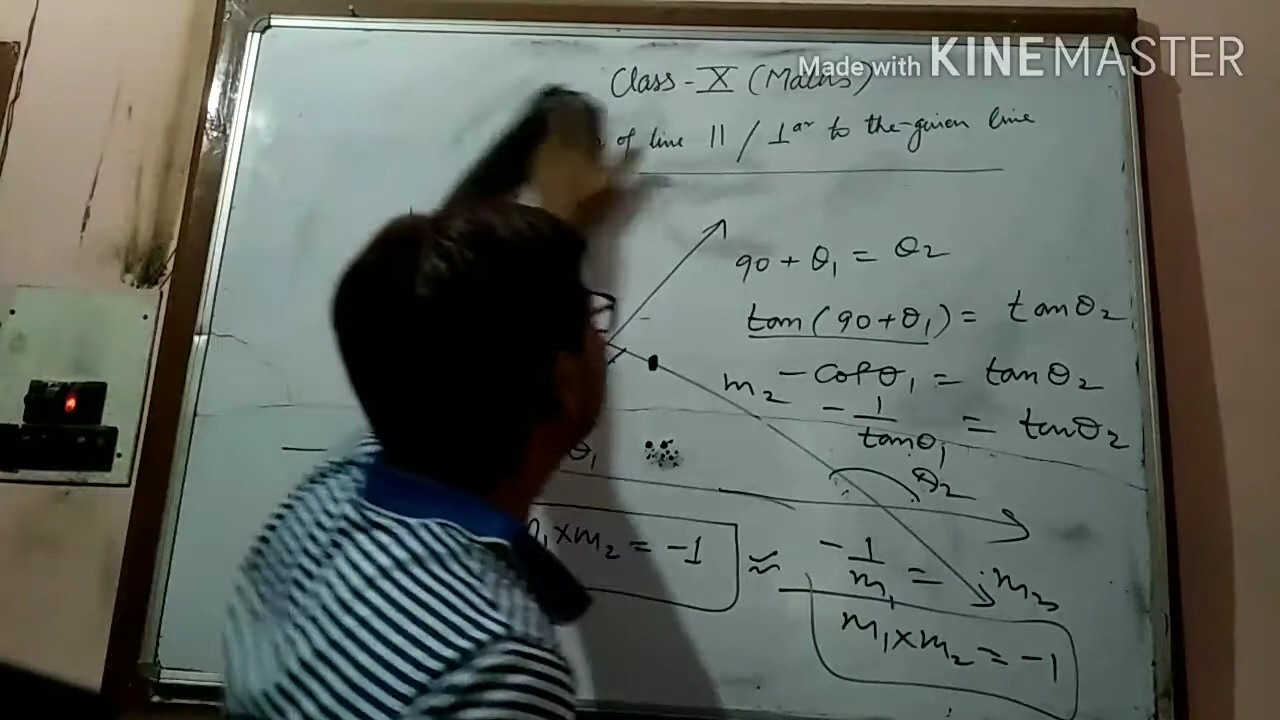 Made with KINEMASTER
Class - X (Maths)
of line || / ⊥ar to the given line
90 + θ1 = θ2
tan (90 + θ1) = tan θ2
m2 - cot θ1 = tan θ2
- 1/tan θ1 = tan θ2
θ1
θ2
x m2 = -1 ≈ - 1/m1 = m2
m1 x m2 = -1